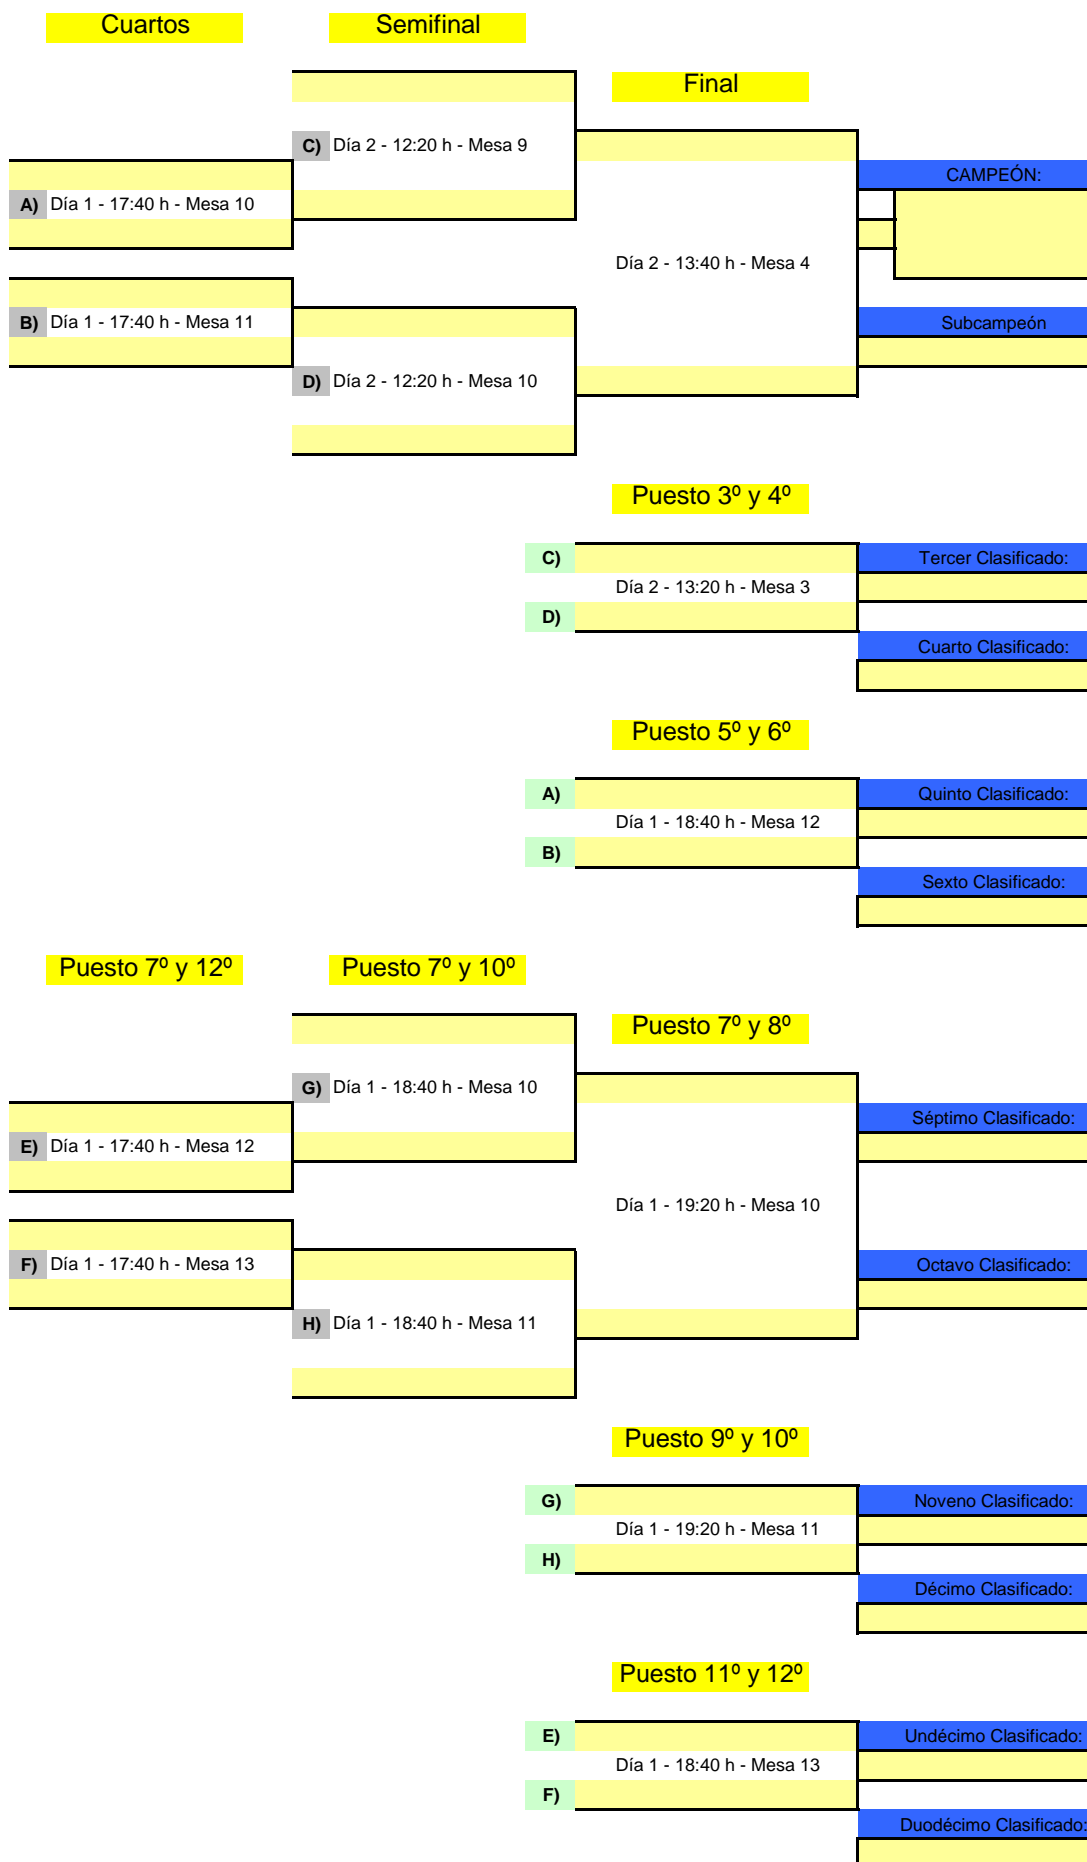 Cuartos
Semifinal
Final
C) Día 2 - 12:20 h - Mesa 9
CAMPEÓN:
A) Día 1 - 17:40 h - Mesa 10
Día 2 - 13:40 h - Mesa 4
B) Día 1 - 17:40 h - Mesa 11
Subcampeón
D) Día 2 - 12:20 h - Mesa 10
Puesto 3º y 4º
C)
Tercer Clasificado:
Día 2 - 13:20 h - Mesa 3
D)
Cuarto Clasificado:
Puesto 5º y 6º
A)
Quinto Clasificado:
Día 1 - 18:40 h - Mesa 12
B)
Sexto Clasificado:
Puesto 7º y 12º
Puesto 7º y 10º
Puesto 7º y 8º
G) Día 1 - 18:40 h - Mesa 10
Séptimo Clasificado:
E) Día 1 - 17:40 h - Mesa 12
Día 1 - 19:20 h - Mesa 10
F) Día 1 - 17:40 h - Mesa 13
Octavo Clasificado:
H) Día 1 - 18:40 h - Mesa 11
Puesto 9º y 10º
G)
Noveno Clasificado:
Día 1 - 19:20 h - Mesa 11
H)
Décimo Clasificado:
Puesto 11º y 12º
E)
Undécimo Clasificado:
Día 1 - 18:40 h - Mesa 13
F)
Duodécimo Clasificado: